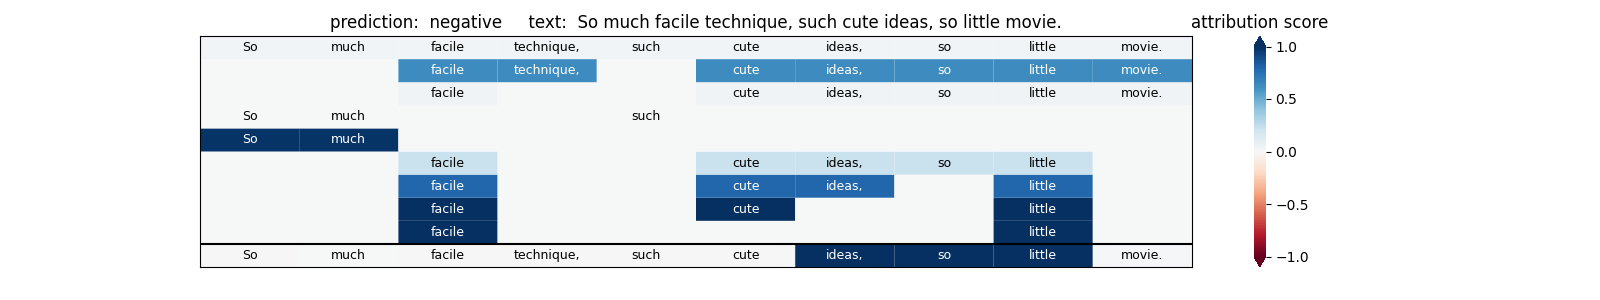 prediction: negative text: So much facile technique, such cute ideas, so little movie. attribution score
So much facile technique, such cute ideas, so little movie.
facile technique, cute ideas, so little movie.
facile cute ideas, so little movie.
So much such
So much
facile cute ideas, so little
facile cute ideas, little
facile cute little
facile little
So much facile technique, such cute ideas, so little movie.
1.0
0.5
0.0
−0.5
−1.0